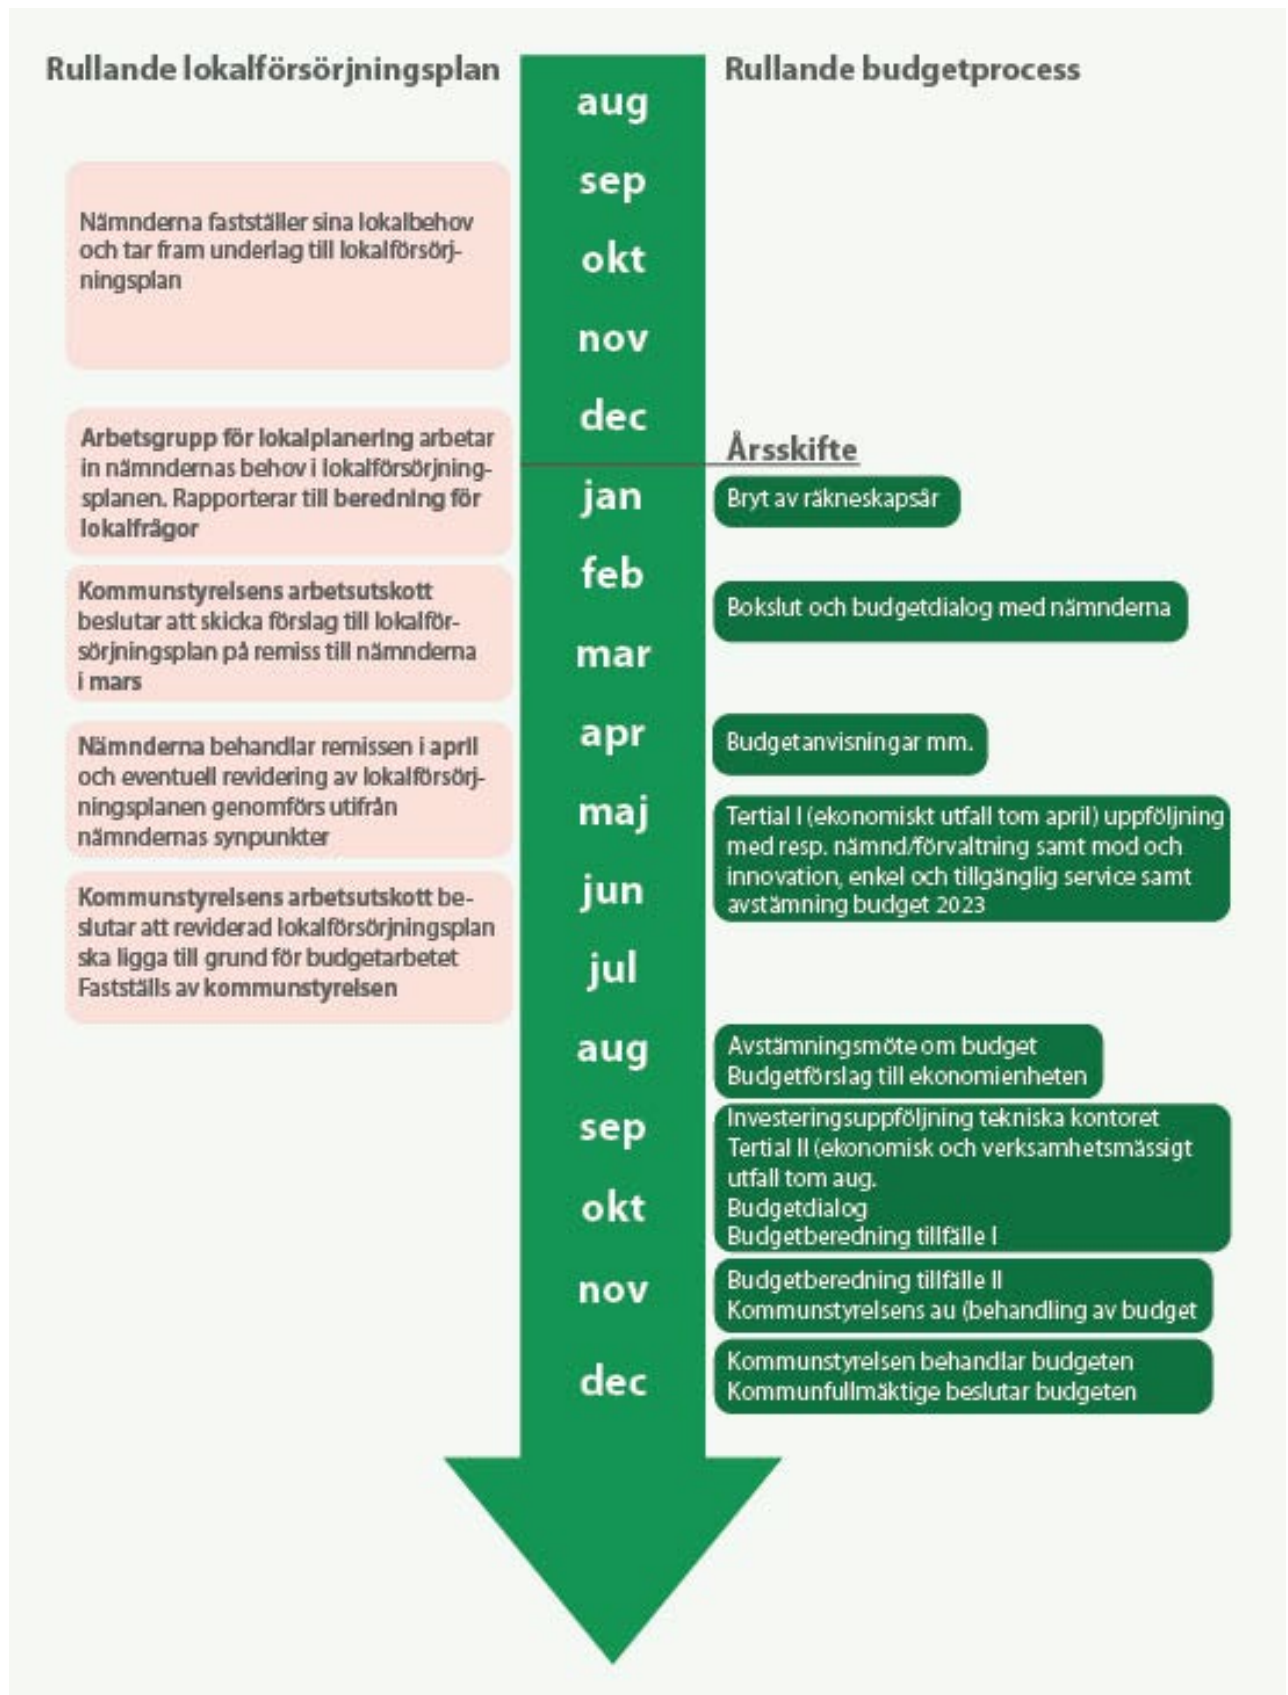 Rullande lokalförsörjningsplan
Nämnderna fastställer sina lokalbehov
och tar fram underlag till lokalförsörj-
ningsplan
Arbetsgrupp för lokalplanering arbetar
in nämndernas behov i lokalförsörjning-
splanen. Rapporterar till beredning för
lokalfrågor
Kommunstyrelsens arbetsutskott
beslutar att skicka förslag till lokalför-
sörjningsplan på remiss till nämnderna
i mars
Nämnderna behandlar remissen i april
och eventuell revidering av lokalförsörj-
ningsplanen genomförs utifrån
nämndernas synpunkter
Kommunstyrelsens arbetsutskott be-
slutar att reviderad lokalförsörjningsplan
ska ligga till grund för budgetarbetet
Fastställs av kommunstyrelsen
aug
sep
okt
nov
dec
jan
feb
mar
apr
maj
jun
jul
aug
sep
okt
nov
dec
Rullande budgetprocess
Årsskifte
Bryt av räkneskapsår
Bokslut och budgetdialog med nämnderna
Budgetanvisningar mm.
Tertial I (ekonomiskt utfall tom april) uppföljning
med resp. nämnd/förvaltning samt mod och
innovation, enkel och tillgänglig service samt
avstämning budget 2023
Avstämningsmöte om budget
Budgetförslag till ekonomienheten
Investeringsuppföljning tekniska kontoret
Tertial II (ekonomisk och verksamhetsmässigt
utfall tom aug.
Budgetdialog
Budgetberedning tillfälle I
Budgetberedning tillfälle II
Kommunstyrelsens au (behandling av budget
Kommunstyrelsen behandlar budgeten
Kommunfullmäktige beslutar budgeten